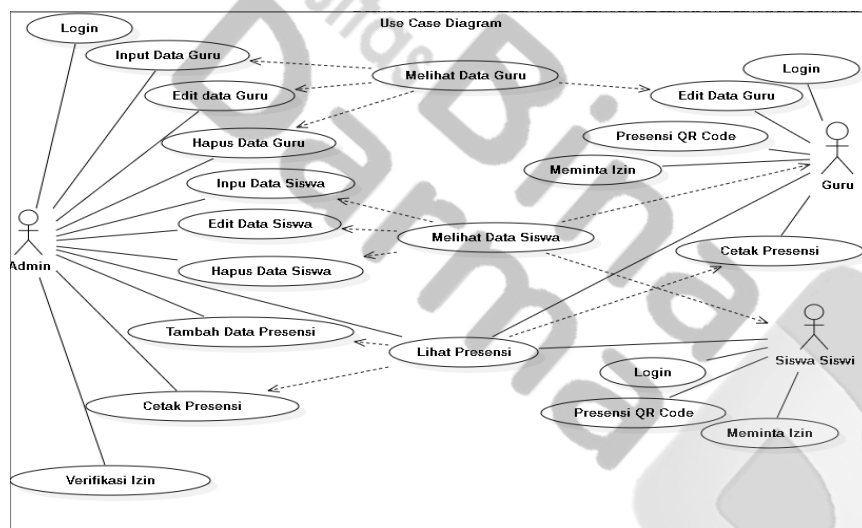 Use Case Diagram
Login
Input Data Guru
Melihat Data Guru
Login
Edit data Guru
Edit Data Guru
Hapus Data Guru
Presensi QR Code
Meminta Izin
Guru
Inpu Data Siswa
Edit Data Siswa
Melihat Data Siswa
Admin
Hapus Data Siswa
Cetak Presensi
Tambah Data Presensi
Lihat Presensi
Siswa Siswi
Login
Cetak Presensi
Presensi QR Code
Meminta Izin
Verifikasi Izin
Bina
Darma